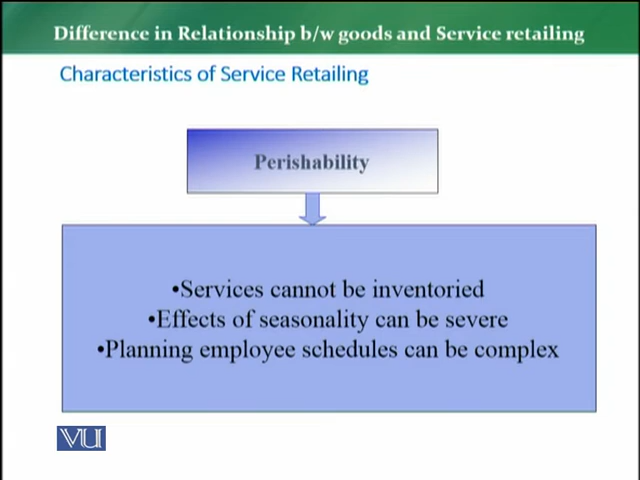 Difference in Relationship b/w goods and Service retailing
Characteristics of Service Retailing
Perishability
•Services cannot be inventoried
•Effects of seasonality can be severe
•Planning employee schedules can be complex
VU